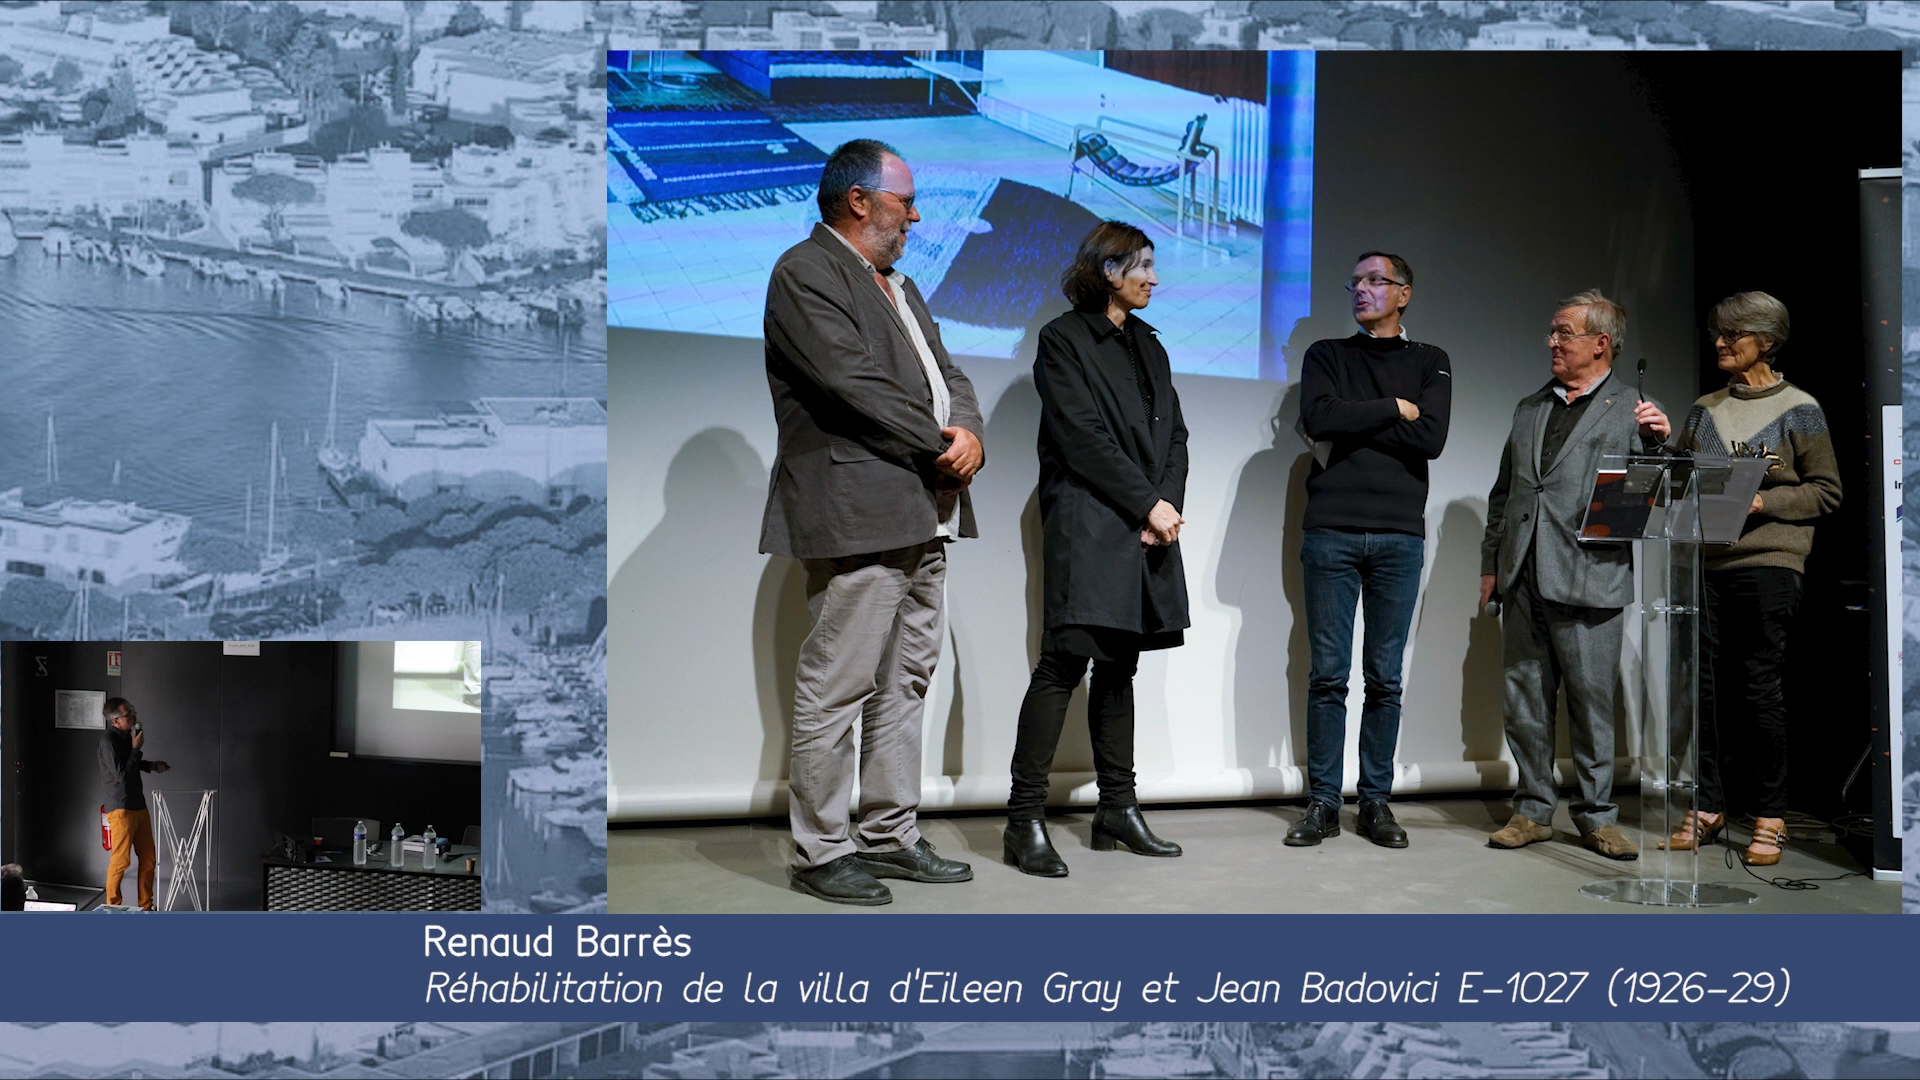 Renaud Barrès
Réhabilitation de la villa d'Eileen Gray et Jean Badovici E-1027 (1926-29)